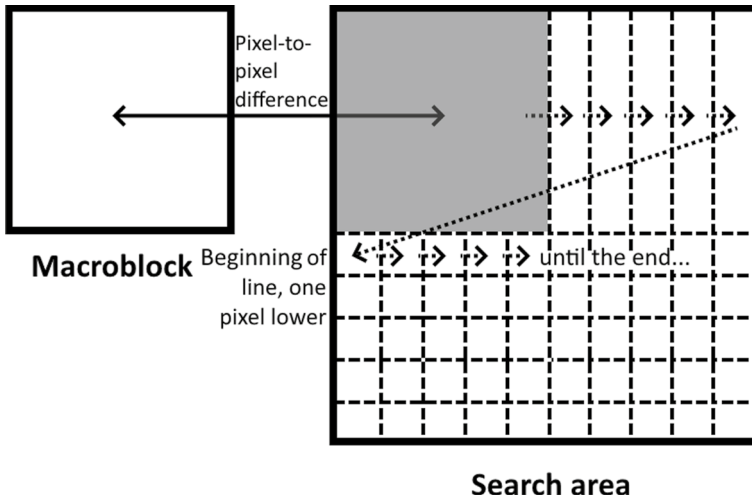 Pixel-to-
pixel
difference
Macroblock
Beginning of
line, one
pixel lower
until the end...
Search area